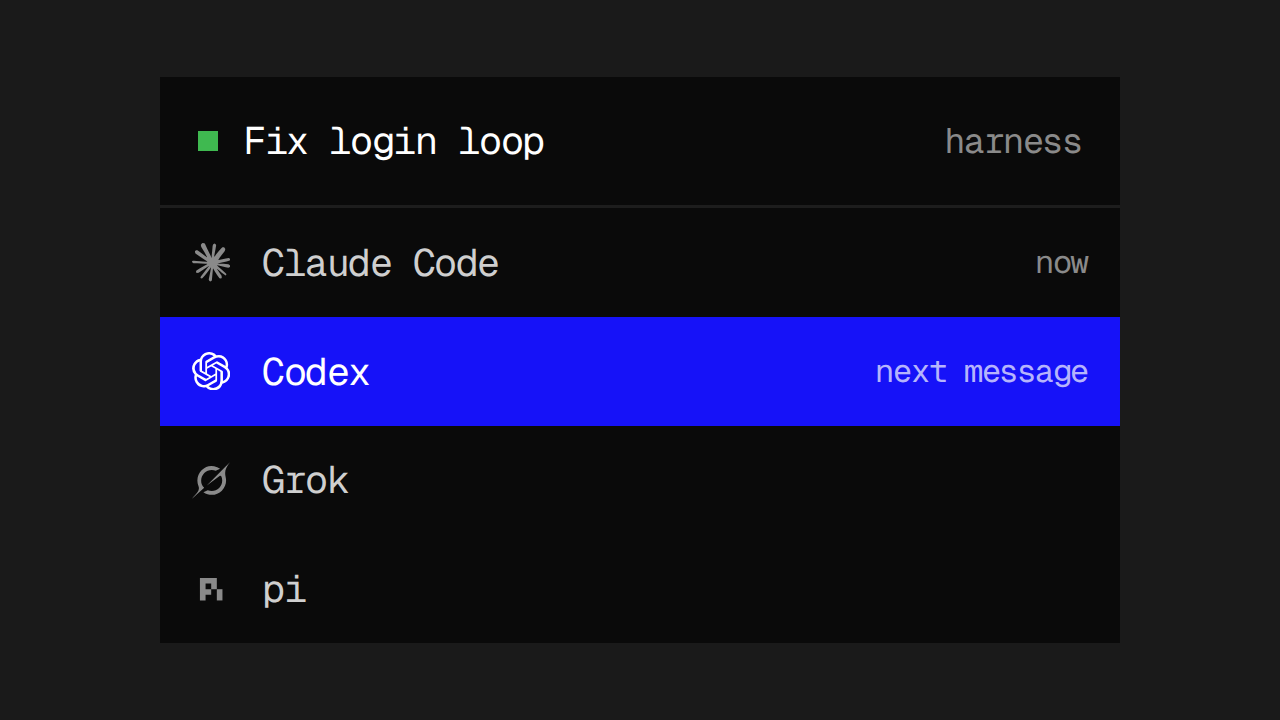 Fix login loop harness
Claude Code now
Codex next message
Grok
pi